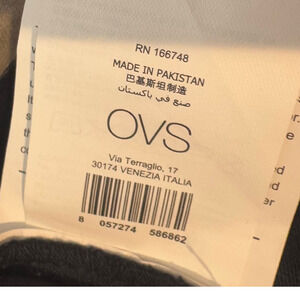 RN 166748
MADE IN PAKISTAN
巴基斯坦制造
صنع في باكستان
OVS
Via Terraglio, 17
30174 VENEZIA ITALIA
8 057274 586862